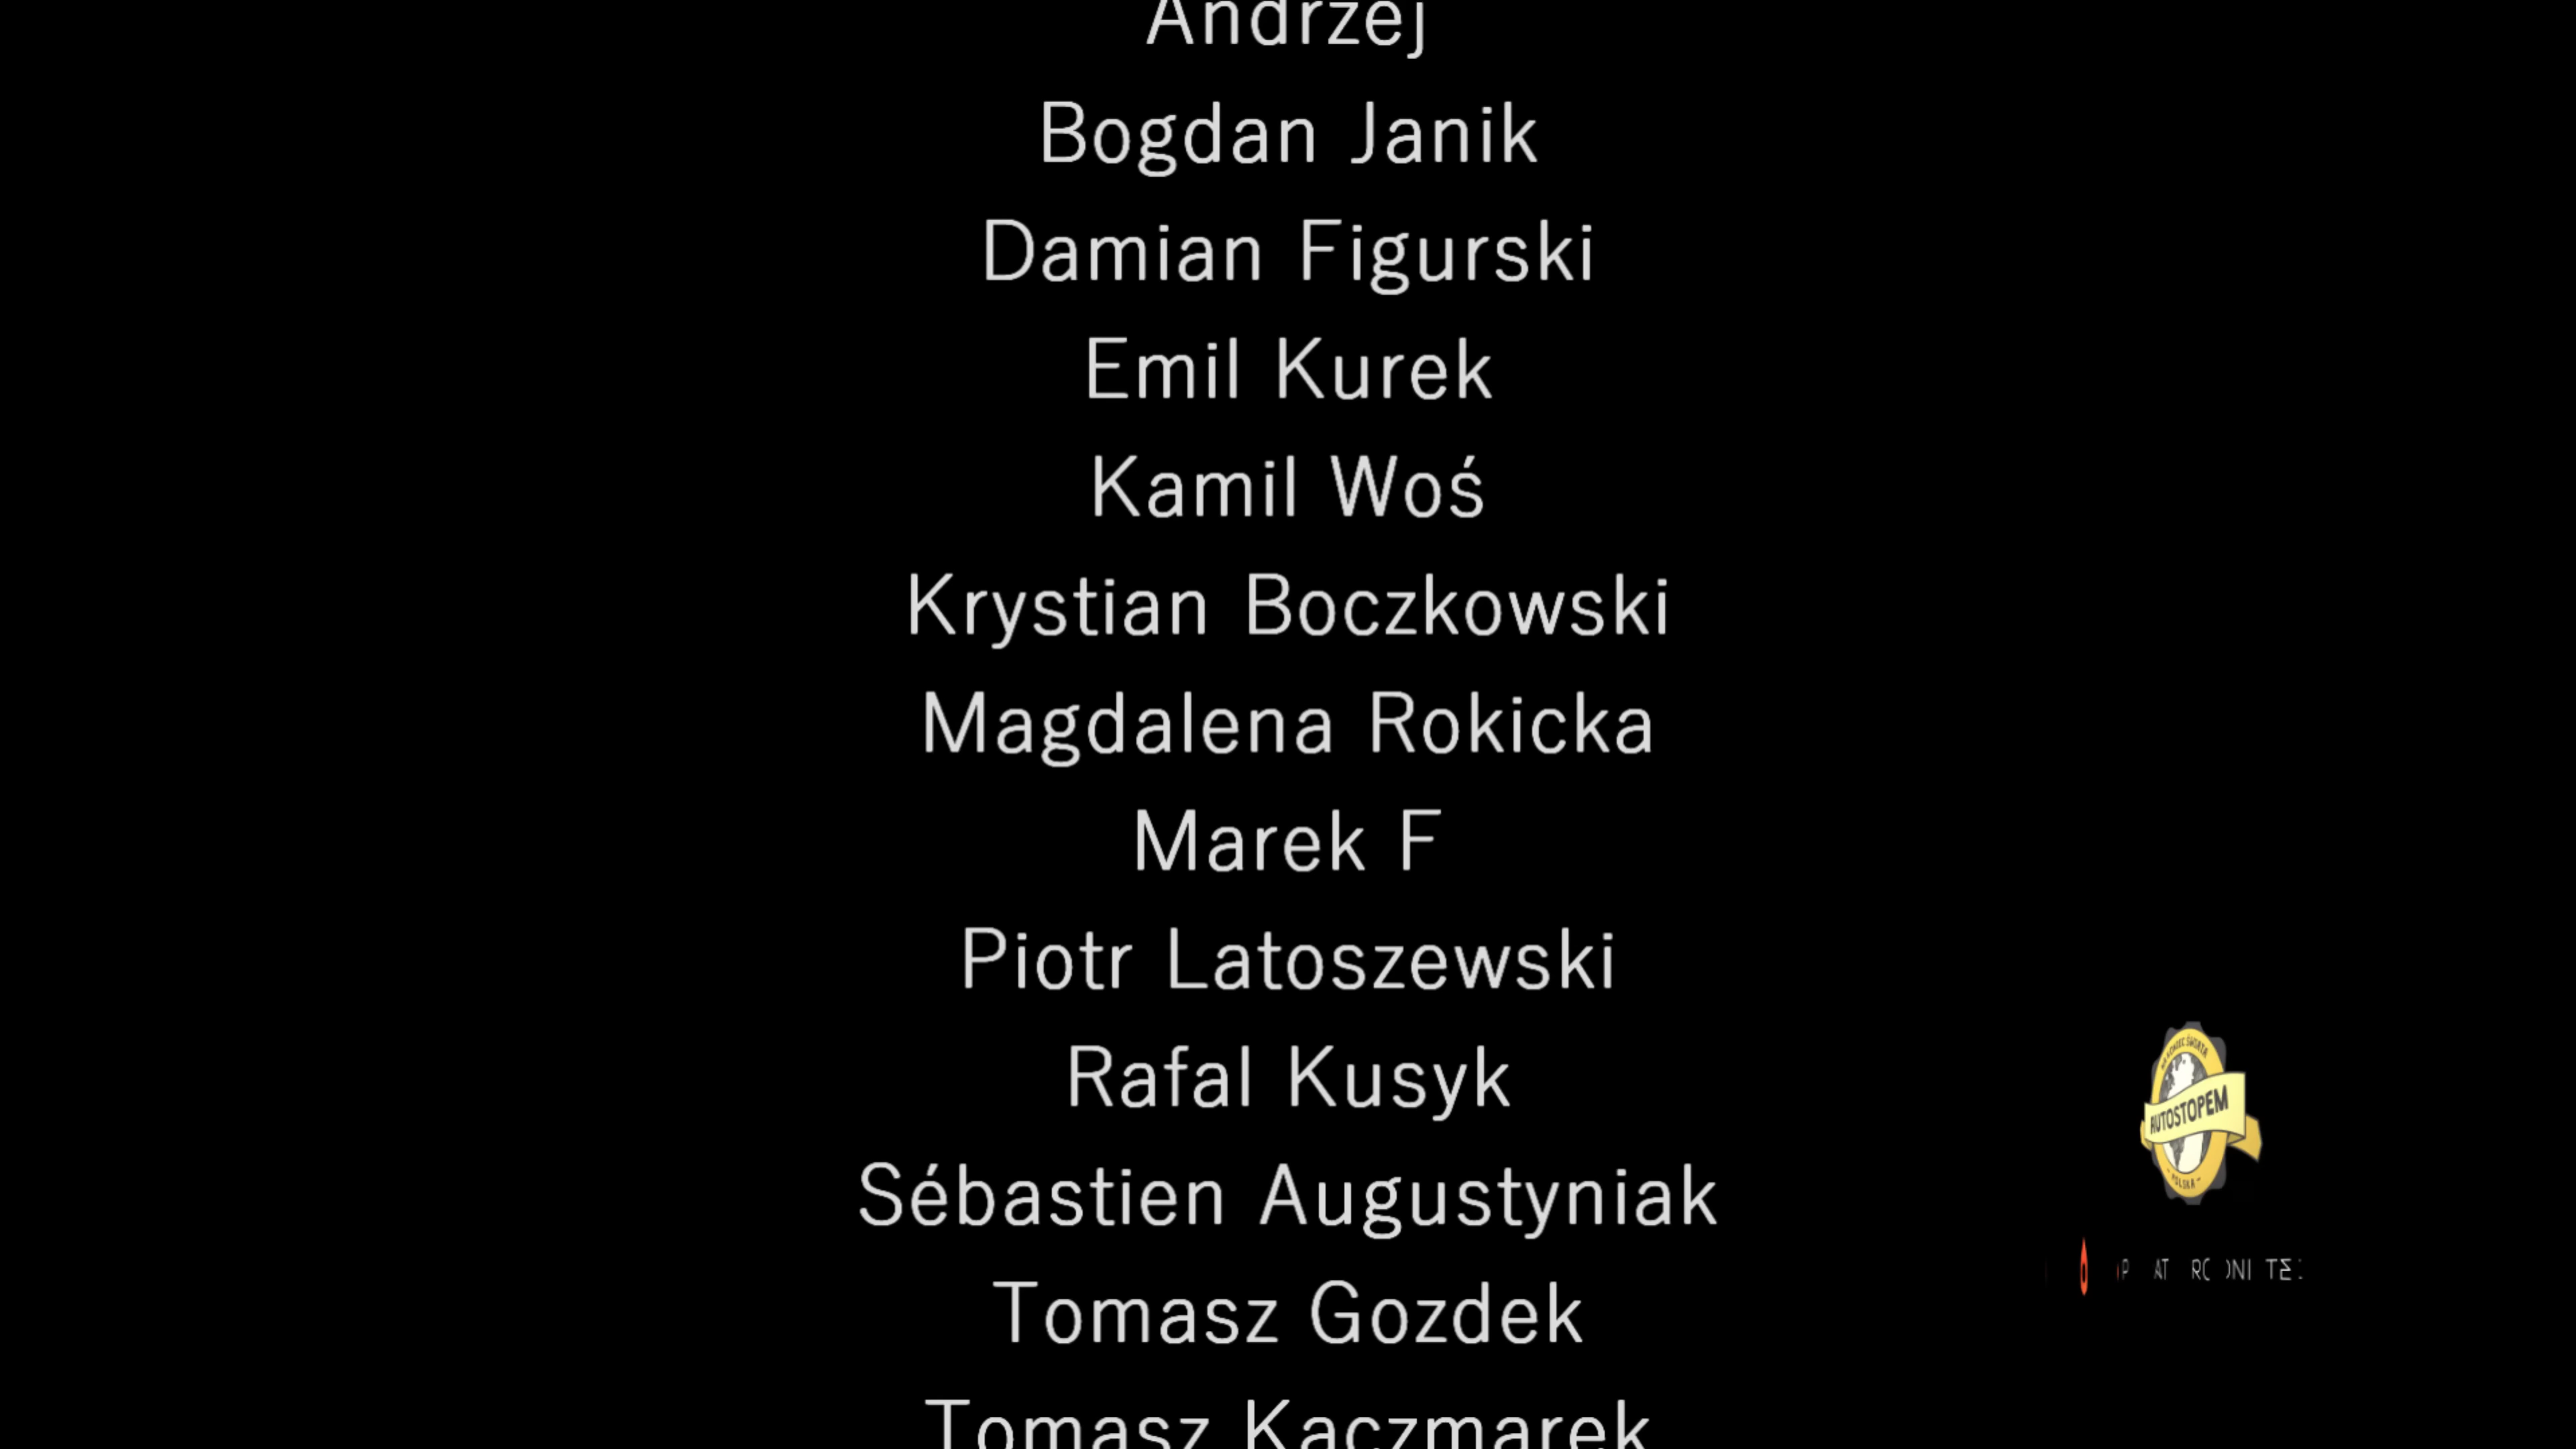 Andrzej
Bogdan Janik
Damian Figurski
Emil Kurek
Kamil Woś
Krystian Boczkowski
Magdalena Rokicka
Marek F
Piotr Latoszewski
Rafal Kusyk
Sébastien Augustyniak
Tomasz Gozdek
Tomasz Kaczmarek
AUTOSTOPEM
POLSKA